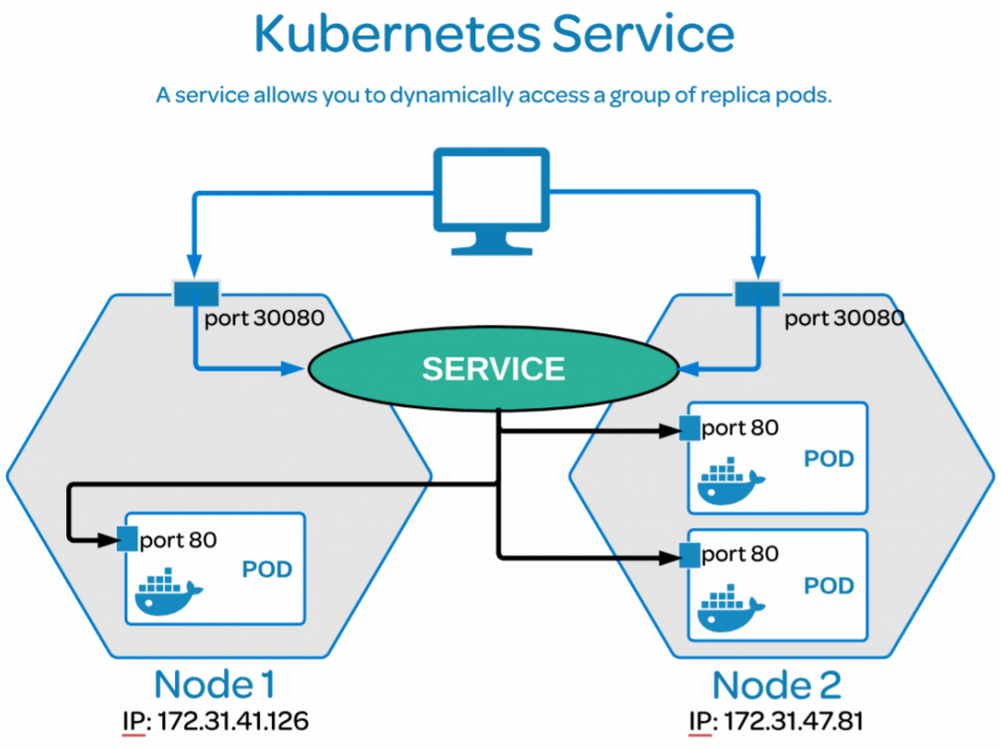 Kubernetes Service
A service allows you to dynamically access a group of replica pods.
port 30080
port 30080
SERVICE
port 80
POD
port 80
POD
port 80
POD
Node 1
IP: 172.31.41.126
Node 2
IP: 172.31.47.81